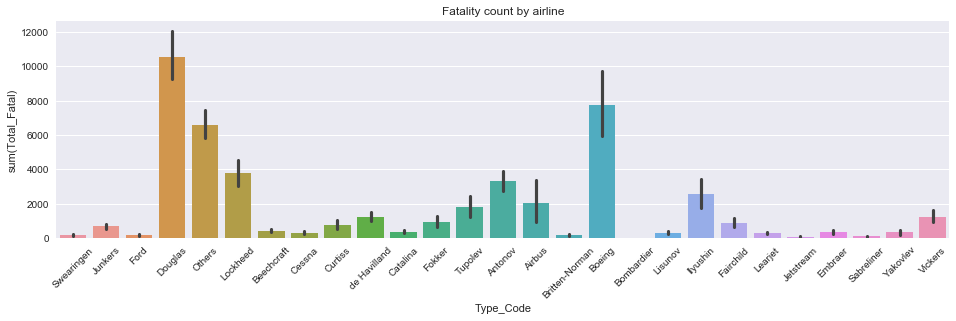 Fatality count by airline
sum(Total_Fatal)
12000
10000
8000
6000
4000
2000
0
Swearingen
Junkers
Ford
Douglas
Others
Lockheed
Beechcraft
Cessna
Curtiss
de Havilland
Catalina
Fokker
Tupolev
Antonov
Airbus
Britten-Norman
Boeing
Bombardier
Lisunov
Ilyushin
Fairchild
Learjet
Jetstream
Embraer
Sabreliner
Yakovlev
Vickers
Type_Code